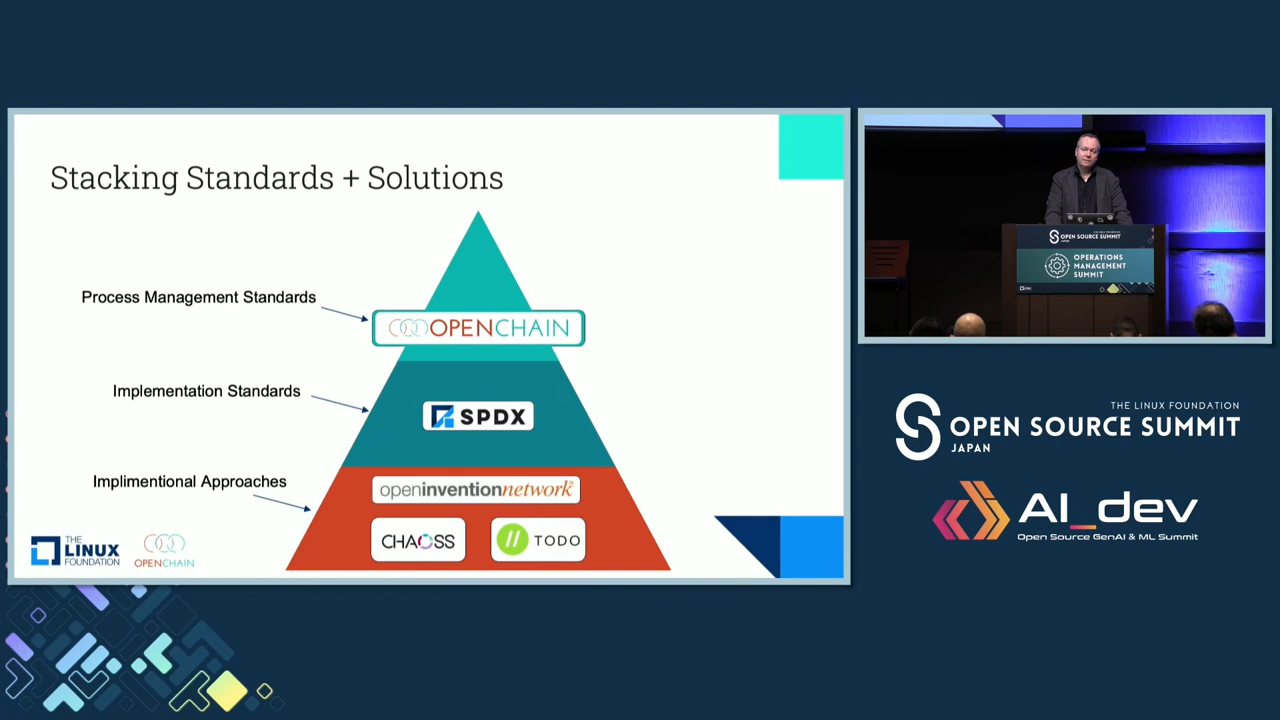 Stacking Standards + Solutions
Process Management Standards
OPENCHAIN
Implementation Standards
SPDX
Implimentional Approaches
openinventionnetwork
CHAOSS
TODO
THE
LINUX
FOUNDATION
OPENCHAIN
OPEN SOURCE SUMMIT
JAPAN
OPERATIONS
MANAGEMENT
SUMMIT
THE LINUX FOUNDATION
OPEN SOURCE SUMMIT
JAPAN
AI_dev
Open Source GenAI & ML Summit